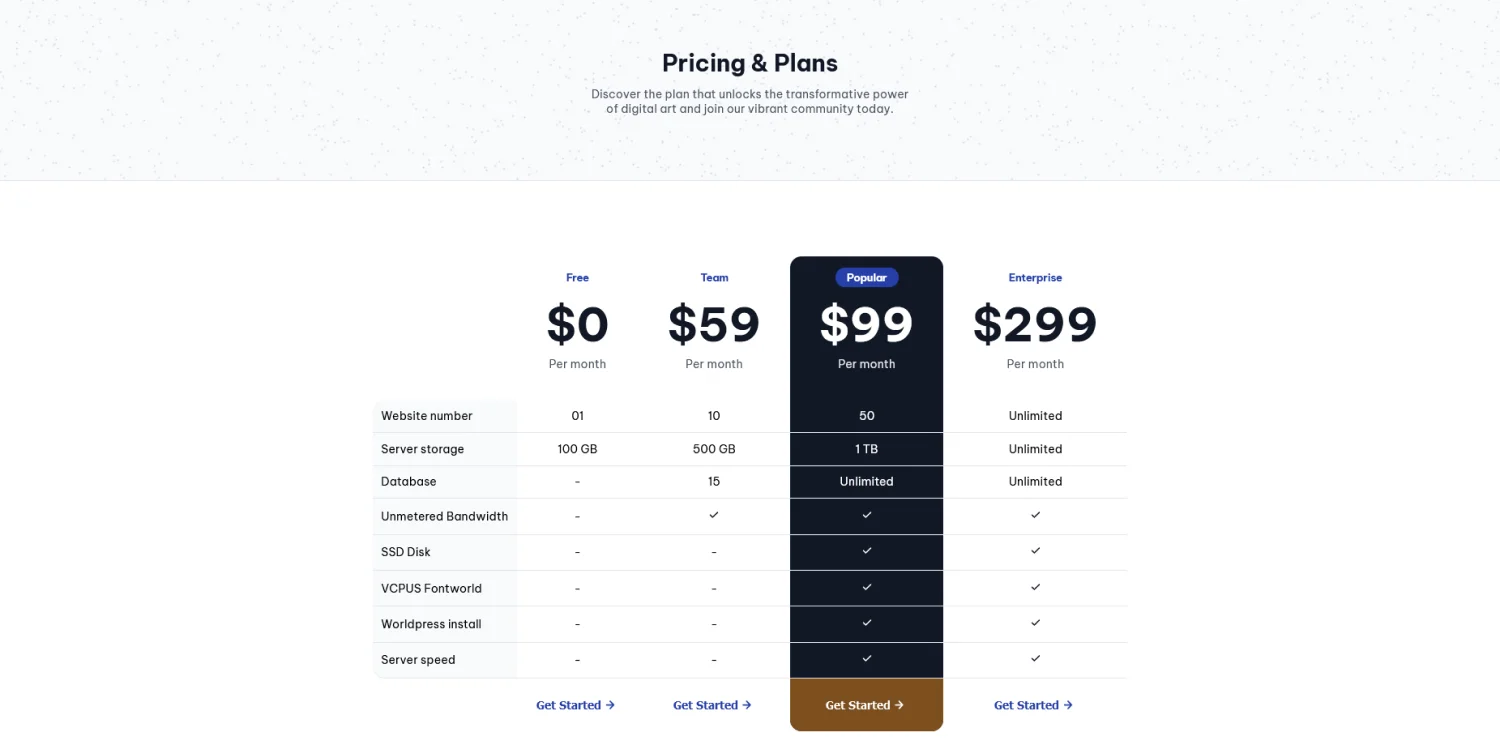 Pricing & Plans
Discover the plan that unlocks the transformative power
of digital art and join our vibrant community today.
Free Team Popular Enterprise
$0 $59 $99 $299
Per month Per month Per month Per month
Website number 01 10 50 Unlimited
Server storage 100 GB 500 GB 1 TB Unlimited
Database - 15 Unlimited Unlimited
Unmetered Bandwidth - ✓ ✓ ✓
SSD Disk - - ✓ ✓
VCPUS Fontworld - - ✓ ✓
Worldpress install - - ✓ ✓
Server speed - - ✓ ✓
Get Started → Get Started → Get Started → Get Started →